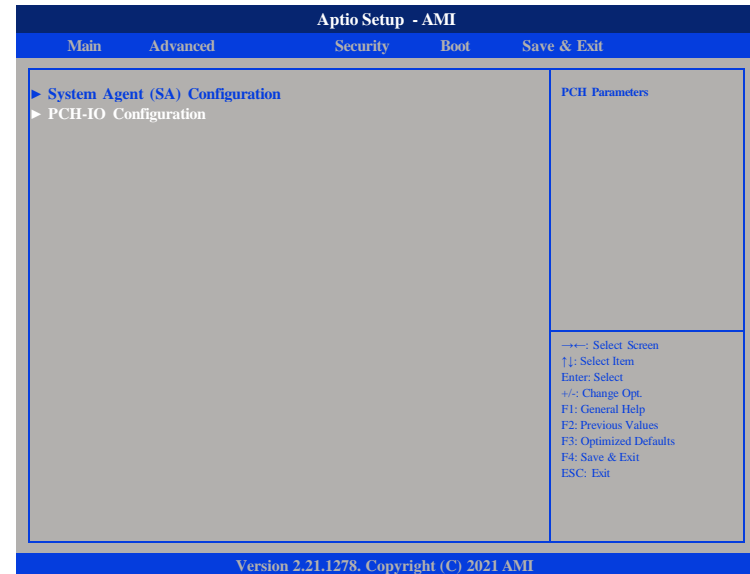 Aptio Setup - AMI
Main Advanced Security Boot Save & Exit
► System Agent (SA) Configuration
► PCH-IO Configuration
PCH Parameters
→←: Select Screen
↑↓: Select Item
Enter: Select
+/-: Change Opt.
F1: General Help
F2: Previous Values
F3: Optimized Defaults
F4: Save & Exit
ESC: Exit
Version 2.21.1278. Copyright (C) 2021 AMI